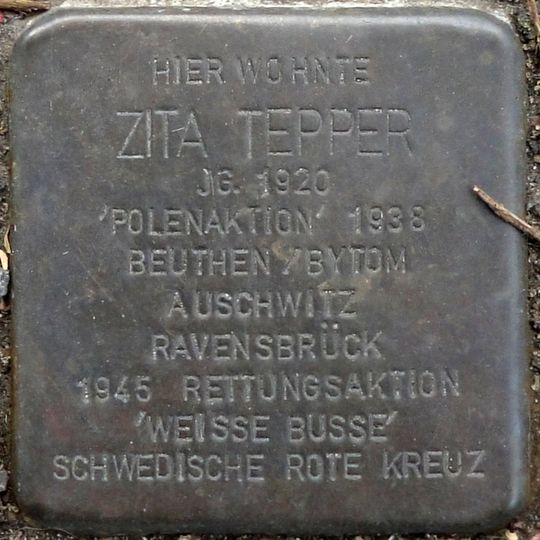 HIER WOHNTE
ZITA TEPPER
JG. 1920
'POLENAKTION' 1938
BEUTHEN/BYTOM
AUSCHWITZ
RAVENSBRÜCK
1945 RETTUNGSAKTION
'WEISSE BUSSE'
SCHWEDISCHE ROTE KREUZ